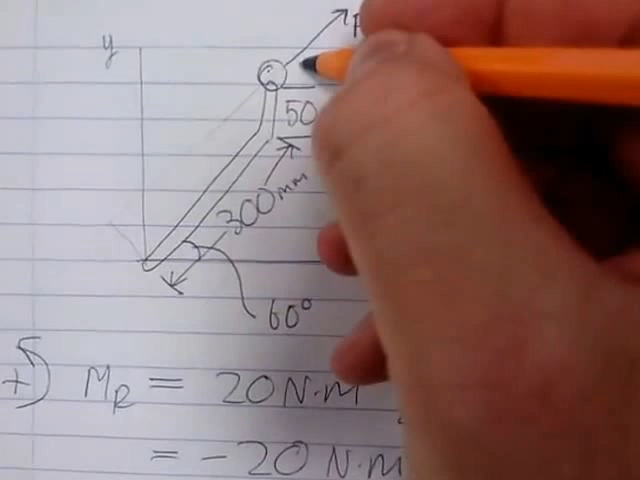 y
F
50
300mm
60°
+) M_R = 20 N·m
= -20 N·m